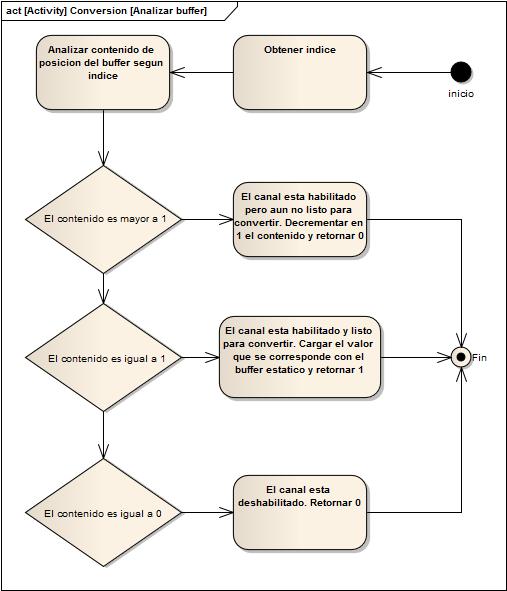 act [Activity] Conversion [Analizar buffer]
Analizar contenido de
posicion del buffer segun
indice
Obtener indice
inicio
El contenido es mayor a 1
El canal esta habilitado
pero aun no listo para
convertir. Decrementar en
1 el contenido y retornar 0
El contenido es igual a 1
El canal esta habilitado y listo
para convertir. Cargar el valor
que se corresponde con el
buffer estatico y retornar 1
Fin
El contenido es igual a 0
El canal esta
deshabilitado. Retornar 0